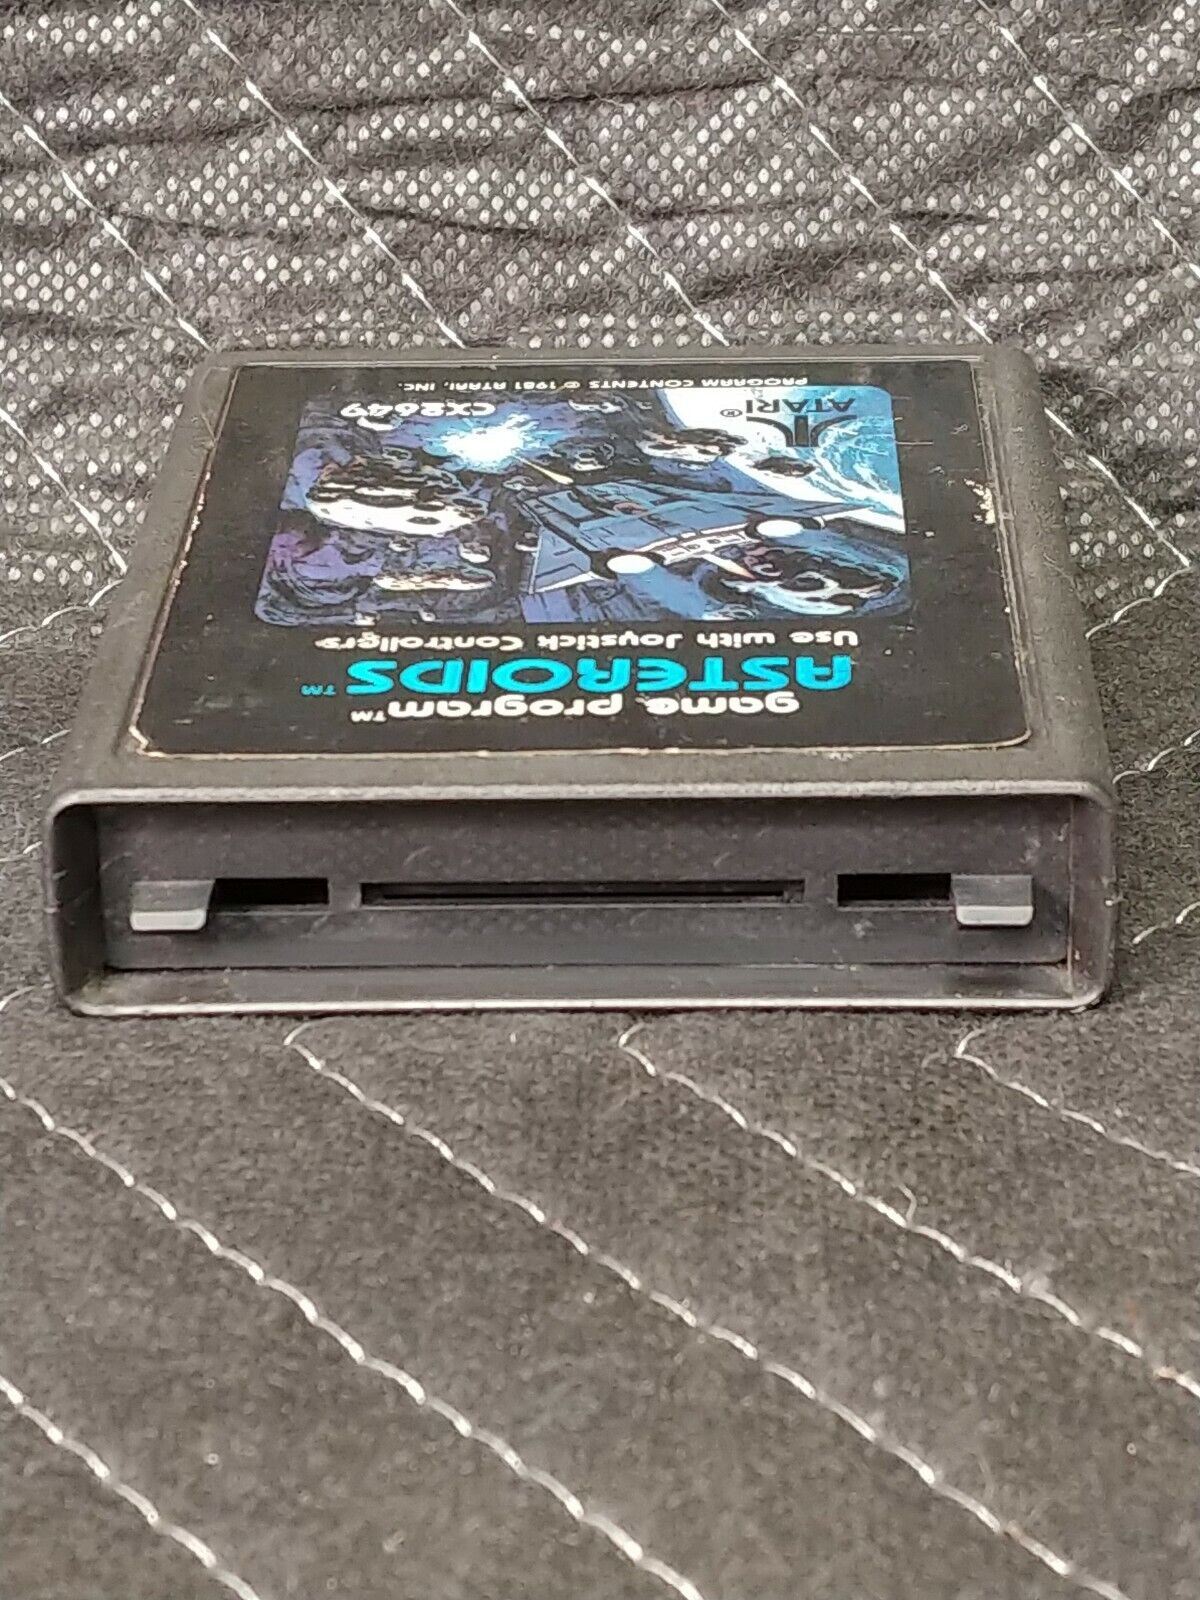 game program™
ASTEROIDS™
Use with Joystick Controllers
ATARI®
CX2649
PROGRAM CONTENTS © 1981 ATARI, INC.